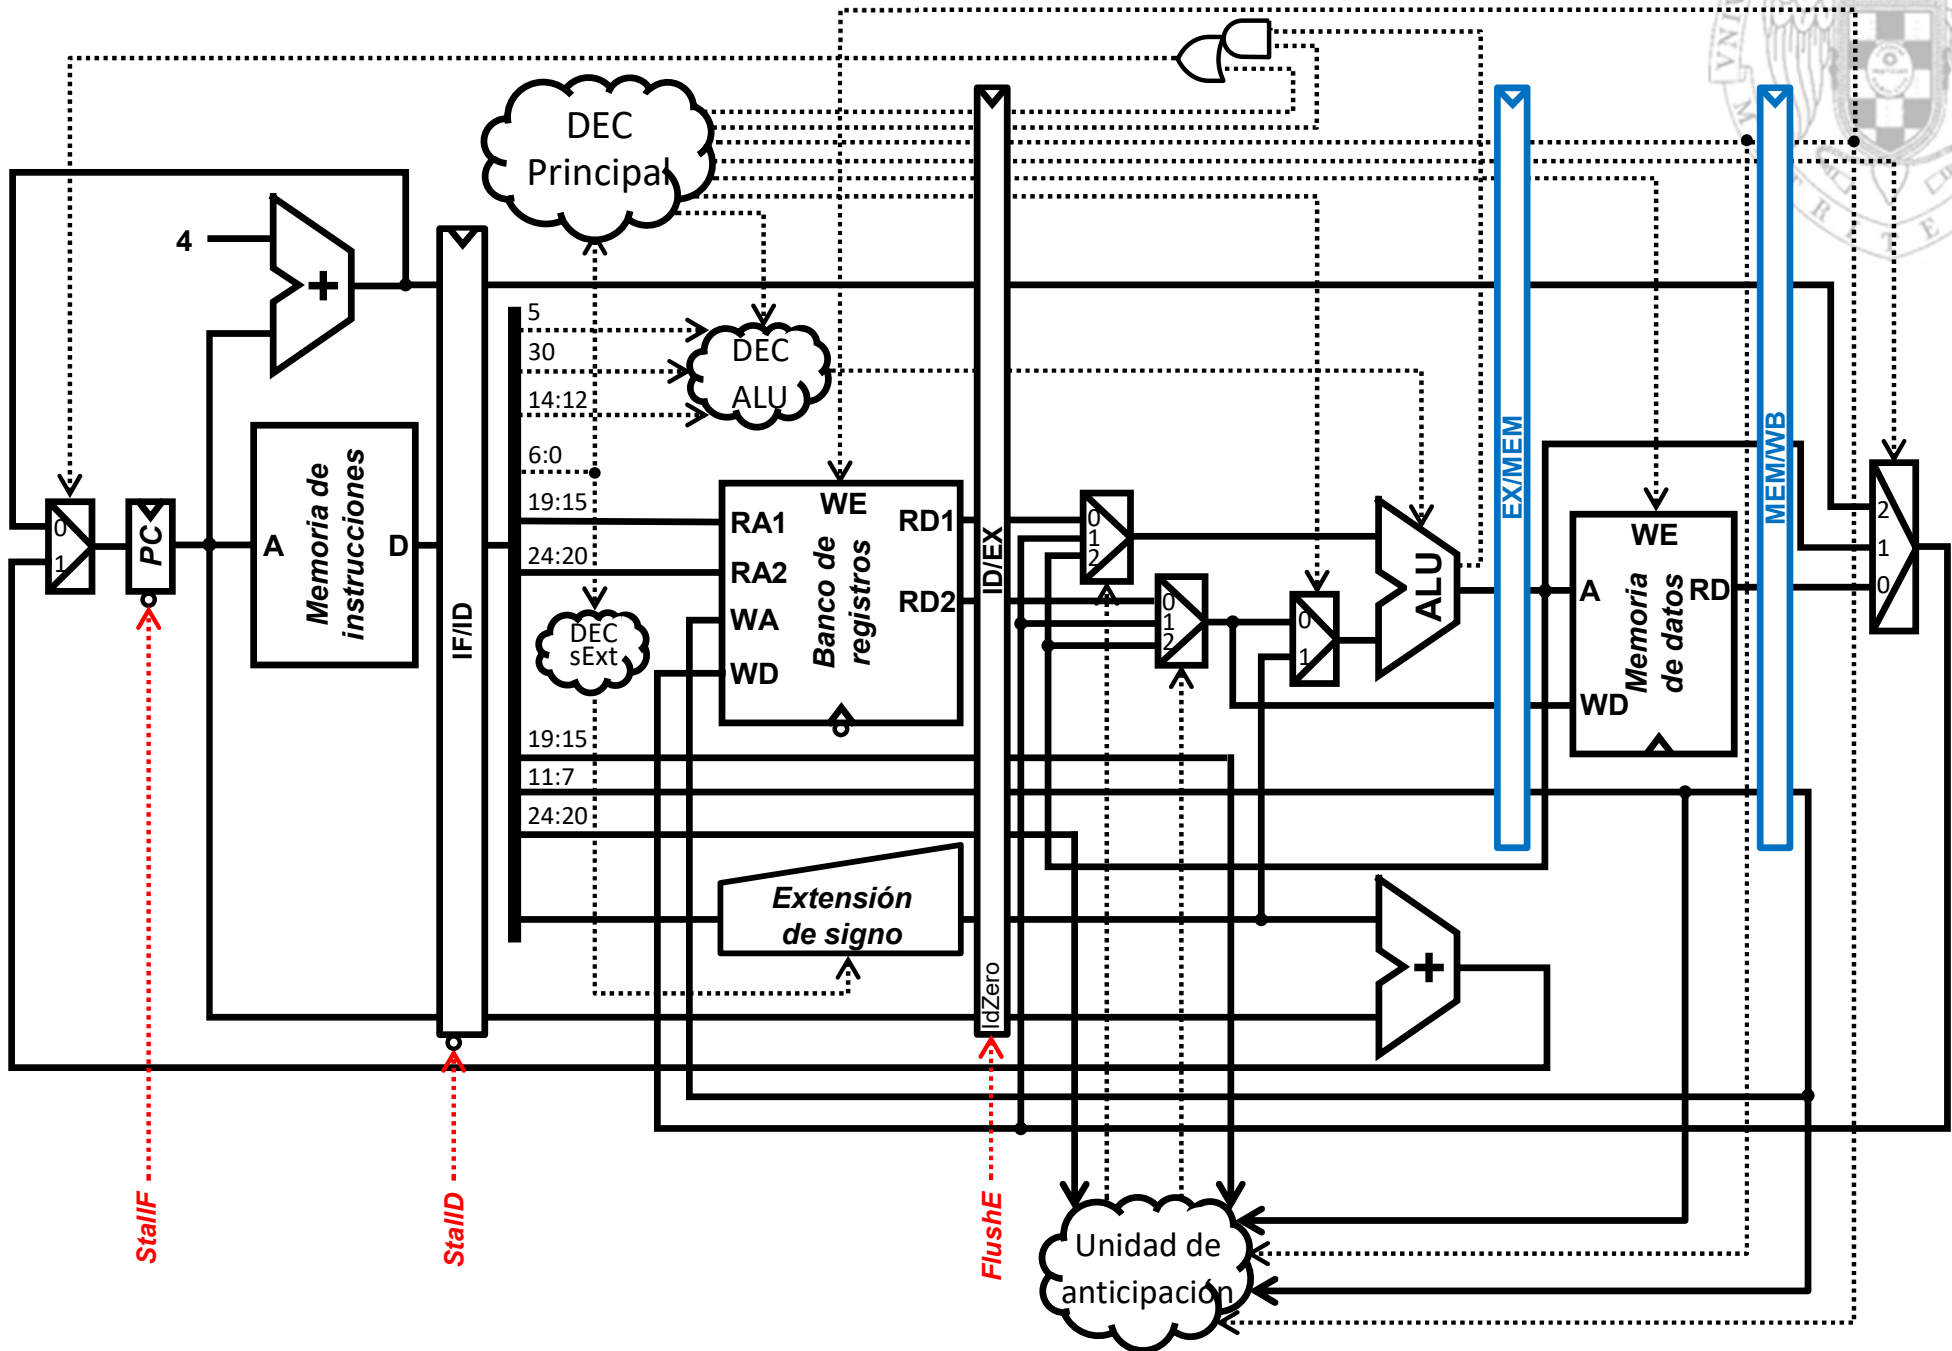 DEC
Principal
4
5
30
14:12
6:0
19:15
24:20
DEC
ALU
DEC
sExt
0
1
PC
A
D
Memoria de
instrucciones
IF/ID
WE
RA1
RD1
RA2
RD2
WA
WD
Banco de
registros
ID/EX
ldZero
0
1
2
0
1
2
0
1
ALU
EX/MEM
WE
A
RD
WD
Memoria
de datos
MEM/WB
2
1
0
19:15
11:7
24:20
Extensión
de signo
+
+
StallF
StallD
FlushE
Unidad de
anticipación